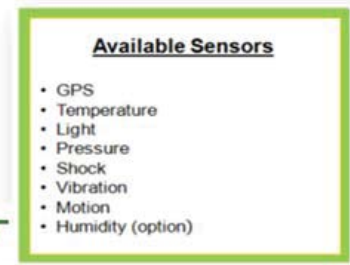 Available Sensors
• GPS
• Temperature
• Light
• Pressure
• Shock
• Vibration
• Motion
• Humidity (option)